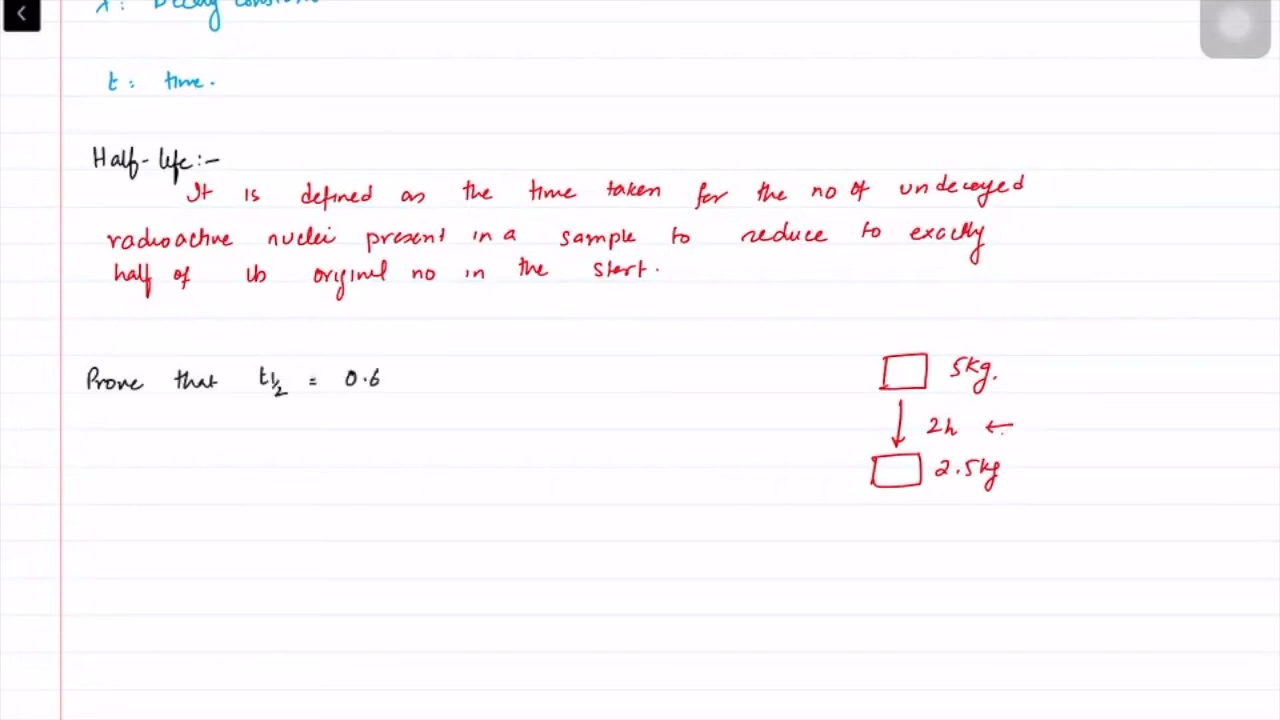 λ: Decay constant
t: time.
Half-life:-
It is defined as the time taken for the no of undecayed
radioactive nuclei present in a sample to reduce to exactly
half of its original no in the start.
Prove that t½ = 0.6
5kg.
2h ←
2.5kg